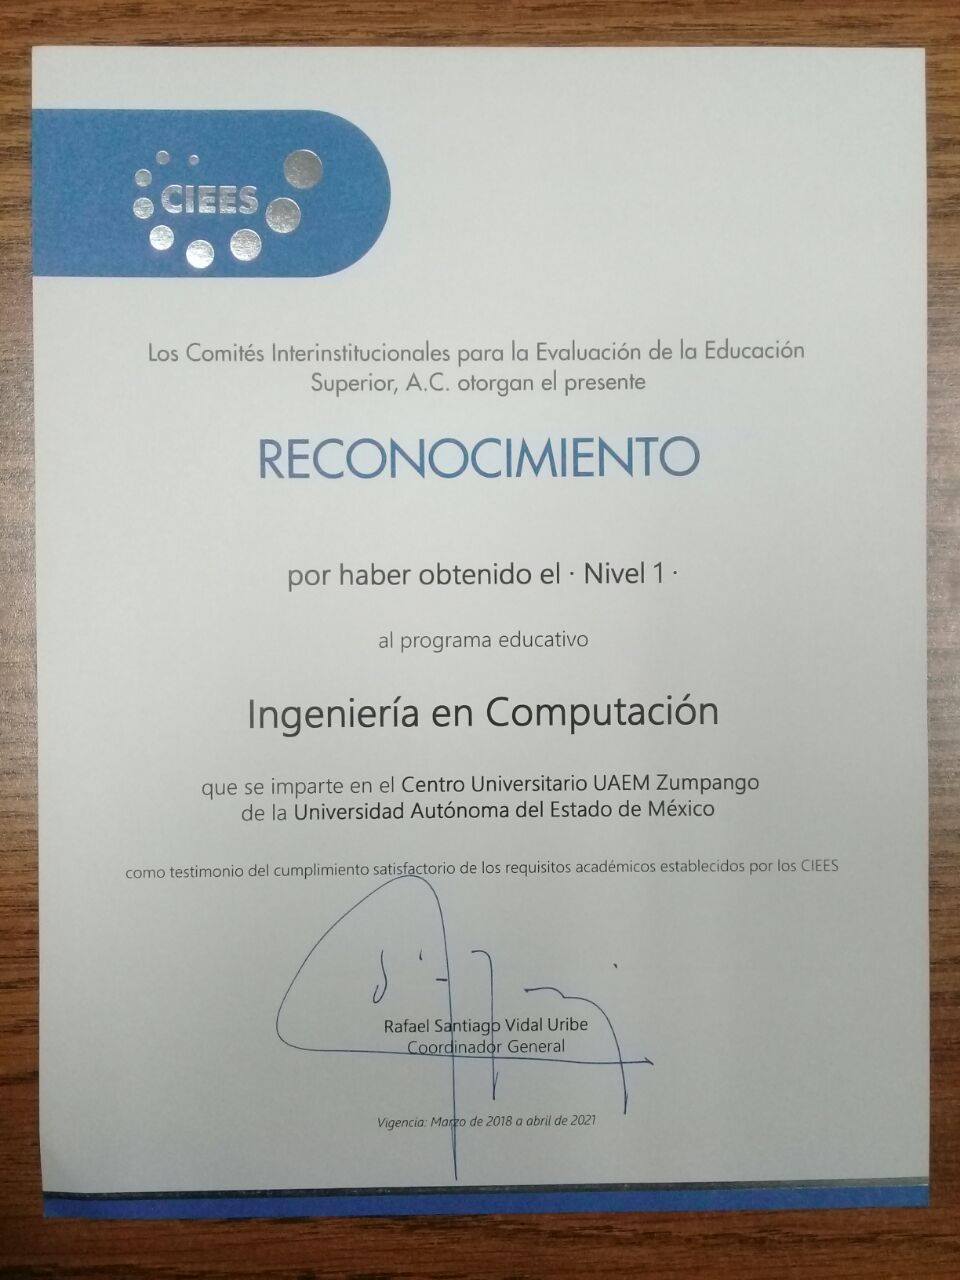 CIEES
Los Comités Interinstitucionales para la Evaluación de la Educación
Superior, A.C. otorgan el presente
RECONOCIMIENTO
por haber obtenido el · Nivel 1 ·
al programa educativo
Ingeniería en Computación
que se imparte en el Centro Universitario UAEM Zumpango
de la Universidad Autónoma del Estado de México
como testimonio del cumplimiento satisfactorio de los requisitos académicos establecidos por los CIEES
Rafael Santiago Vidal Uribe
Coordinador General
Vigencia: Marzo de 2018 a abril de 2021